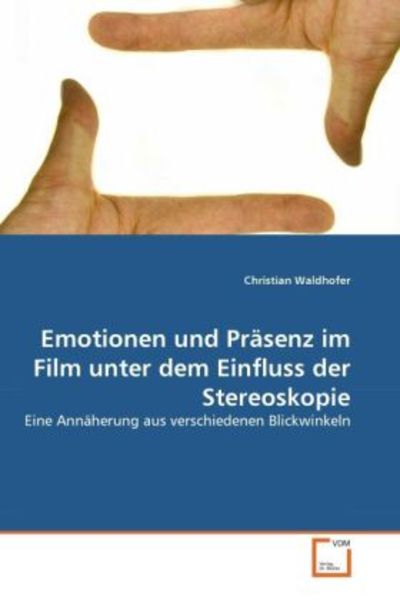 Christian Waldhofer
Emotionen und Präsenz im
Film unter dem Einfluss der
Stereoskopie
Eine Annäherung aus verschiedenen Blickwinkeln
VDM